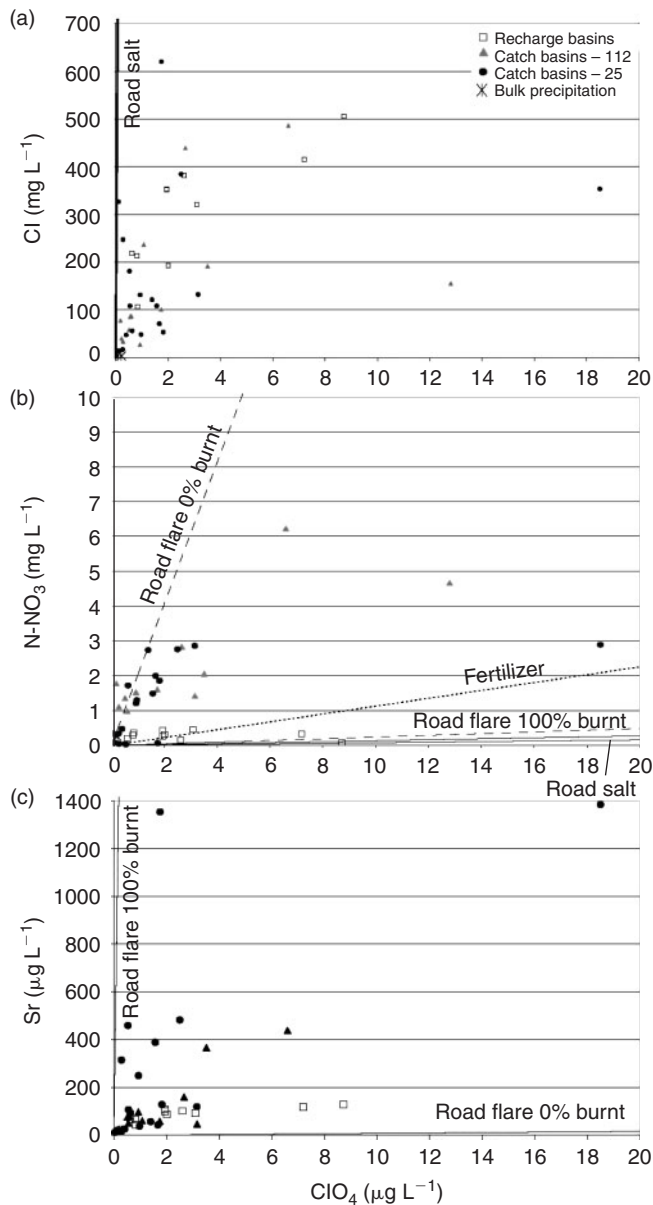 (a)
700
600
500
400
300
200
100
0
Cl (mg L⁻¹)
Road salt
Recharge basins
Catch basins – 112
Catch basins – 25
Bulk precipitation
0 2 4 6 8 10 12 14 16 18 20
(b)
10
9
8
7
6
5
4
3
2
1
0
N-NO₃ (mg L⁻¹)
Road flare 0% burnt
Fertilizer
Road flare 100% burnt
Road salt
0 2 4 6 8 10 12 14 16 18 20
(c)
1400
1200
1000
800
600
400
200
0
Sr (μg L⁻¹)
Road flare 100% burnt
Road flare 0% burnt
0 2 4 6 8 10 12 14 16 18 20
ClO₄ (μg L⁻¹)